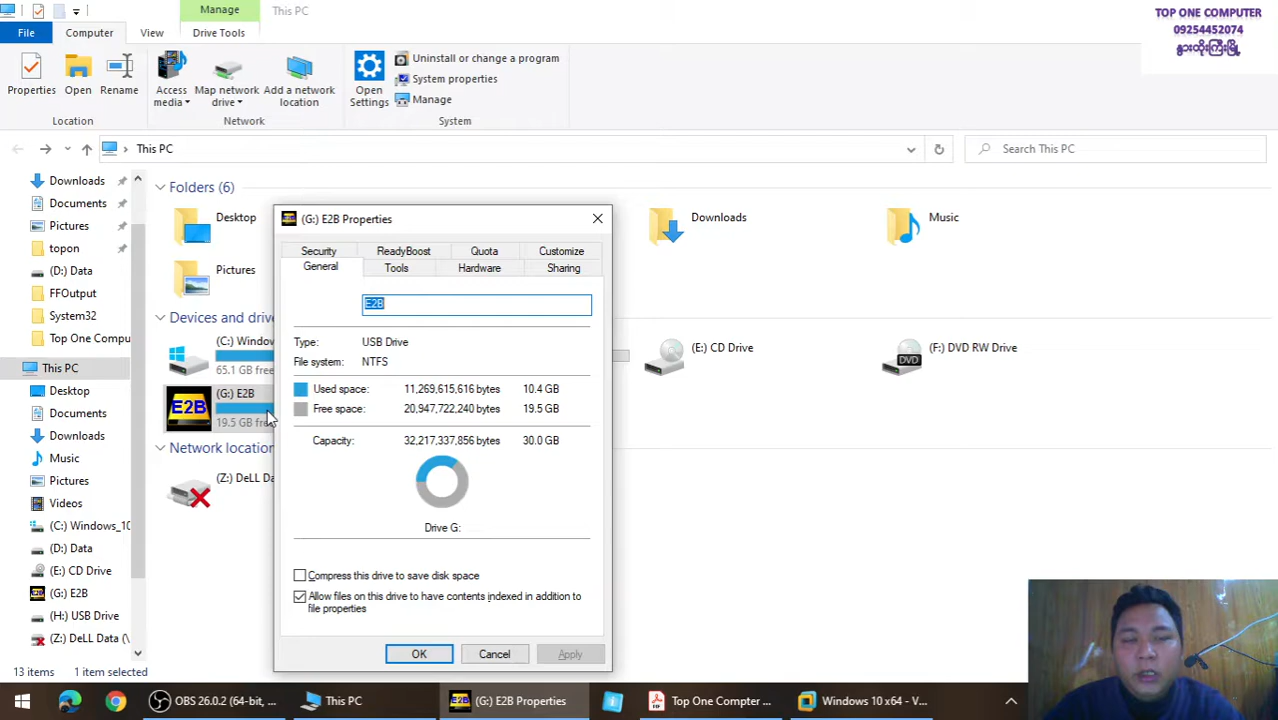 Manage
This PC
File
Computer
View
Drive Tools
TOP ONE COMPUTER
09254452074
နွားထိုးကြီးမြို့
Properties
Open
Rename
Access media
Map network drive
Add a network location
Open Settings
Uninstall or change a program
System properties
Manage
Location
Network
System
This PC
Search This PC
Downloads
Documents
Pictures
topon
(D:) Data
FFOutput
System32
Top One Compu
This PC
Desktop
Documents
Downloads
Music
Pictures
Videos
(C:) Windows_10
(D:) Data
(E:) CD Drive
(G:) E2B
(H:) USB Drive
(Z:) DeLL Data (\
Folders (6)
Desktop
Pictures
Downloads
Music
Devices and drive
(C:) Window
65.1 GB free
E2B
(G:) E2B
19.5 GB fre
(E:) CD Drive
DVD
(F:) DVD RW Drive
Network location
(Z:) DeLL Da
(G:) E2B Properties
Security
ReadyBoost
Quota
Customize
General
Tools
Hardware
Sharing
E2B
Type: USB Drive
File system: NTFS
Used space: 11,269,615,616 bytes 10.4 GB
Free space: 20,947,722,240 bytes 19.5 GB
Capacity: 32,217,337,856 bytes 30.0 GB
Drive G:
Compress this drive to save disk space
Allow files on this drive to have contents indexed in addition to
file properties
OK
Cancel
Apply
13 items
1 item selected
OBS 26.0.2 (64-bit, ...
This PC
(G:) E2B Properties
Top One Compter ...
Windows 10 x64 - V...